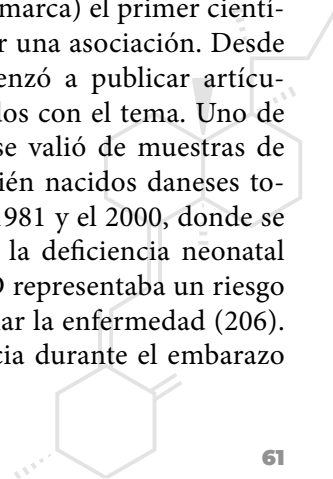 marca) el primer cientí-
r una asociación. Desde
enzó a publicar artícu-
dos con el tema. Uno de
se valió de muestras de
ién nacidos daneses to-
1981 y el 2000, donde se
la deficiencia neonatal
D representaba un riesgo
ar la enfermedad (206).
cia durante el embarazo
61